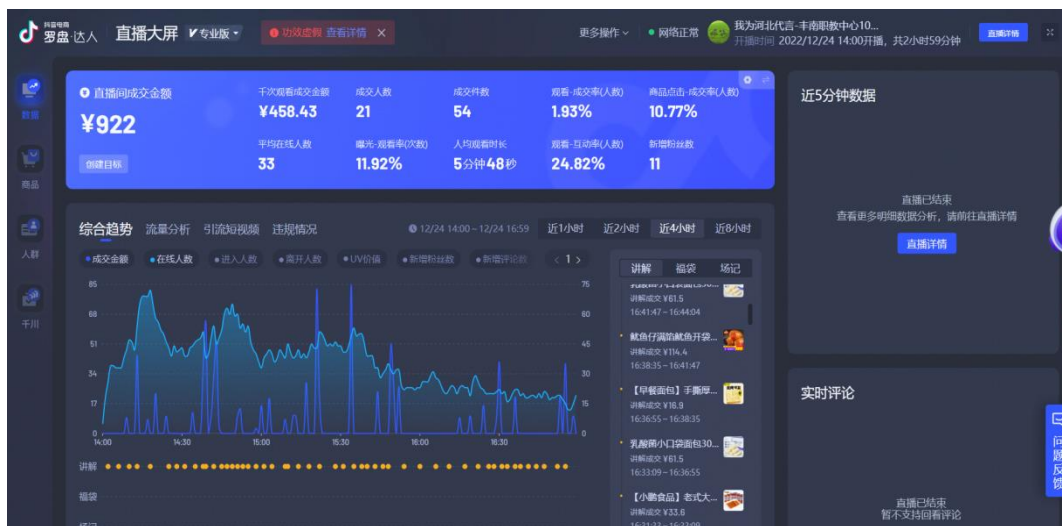 抖音电商
罗盘·达人
直播大屏
专业版
功效虚假 查看详情
更多操作
网络正常
我为河北代言-丰南职教中心10...
开播时间 2022/12/24 14:00开播，共2小时59分钟
直播详情
数据
商品
人群
千川
直播间成交金额
¥922
创建目标
千次观看成交金额
¥458.43
成交人数
21
成交件数
54
观看-成交率(人数)
1.93%
商品点击-成交率(人数)
10.77%
平均在线人数
33
曝光-观看率(次数)
11.92%
人均观看时长
5分钟48秒
观看-互动率(人数)
24.82%
新增粉丝数
11
近5分钟数据
直播已结束
查看更多明细数据分析，请前往直播详情
直播详情
综合趋势 流量分析 引流短视频 违规情况
12/24 14:00~12/24 16:59
近1小时 近2小时 近4小时 近8小时
成交金额 在线人数 进入人数 离开人数 UV价值 新增粉丝数 新增评论数
< 1 >
85
68
51
34
17
0
75
60
45
30
15
0
14:00 14:30 15:00 15:30 16:00 16:30
讲解
福袋
讲解 福袋 场记
讲解成交 ¥61.5
16:41:47~16:44:04
鱿鱼仔满馅鱿鱼开袋...
讲解成交 ¥114.4
16:38:35~16:41:47
【早餐面包】手撕厚...
讲解成交 ¥16.9
16:36:55~16:38:35
乳酸菌小口袋面包30...
讲解成交 ¥61.5
16:33:09~16:36:55
【小鹏食品】老式大...
讲解成交 ¥33.6
实时评论
直播已结束
暂不支持回看评论
问题反馈